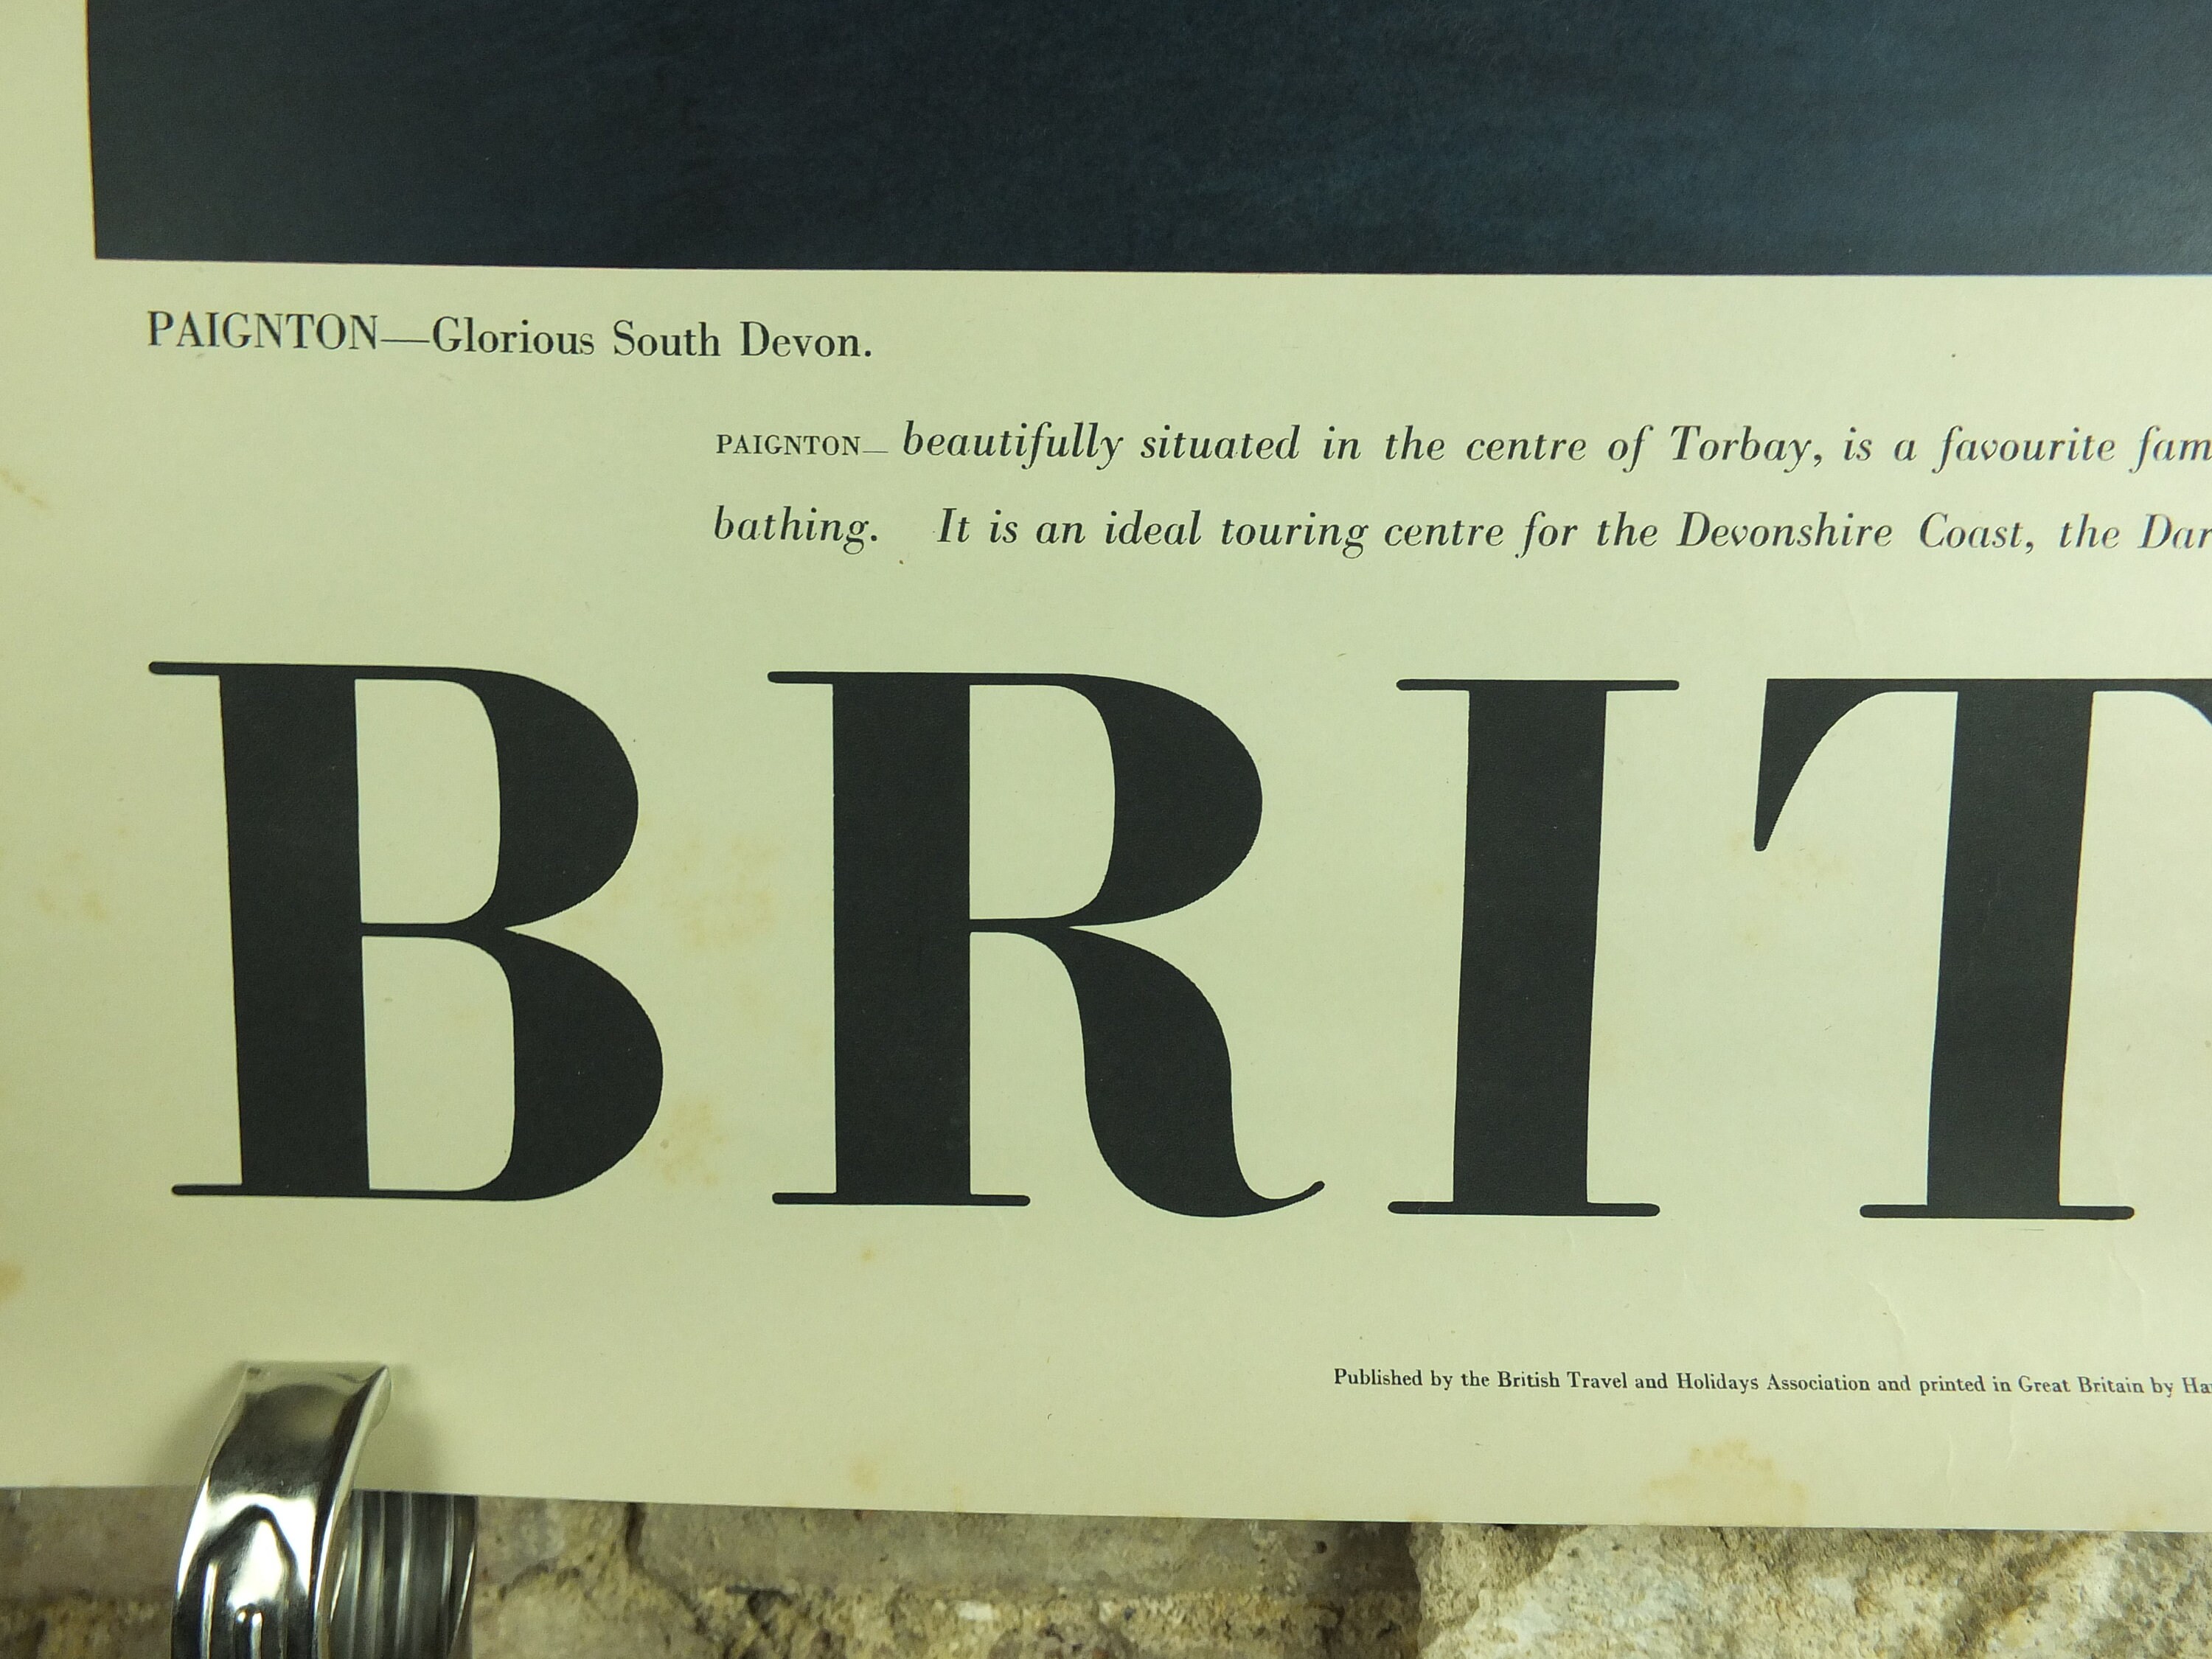 PAIGNTON—Glorious South Devon.
PAIGNTON— beautifully situated in the centre of Torbay, is a favourite fam
bathing. It is an ideal touring centre for the Devonshire Coast, the Dar
BRIT
Published by the British Travel and Holidays Association and printed in Great Britain by Ha